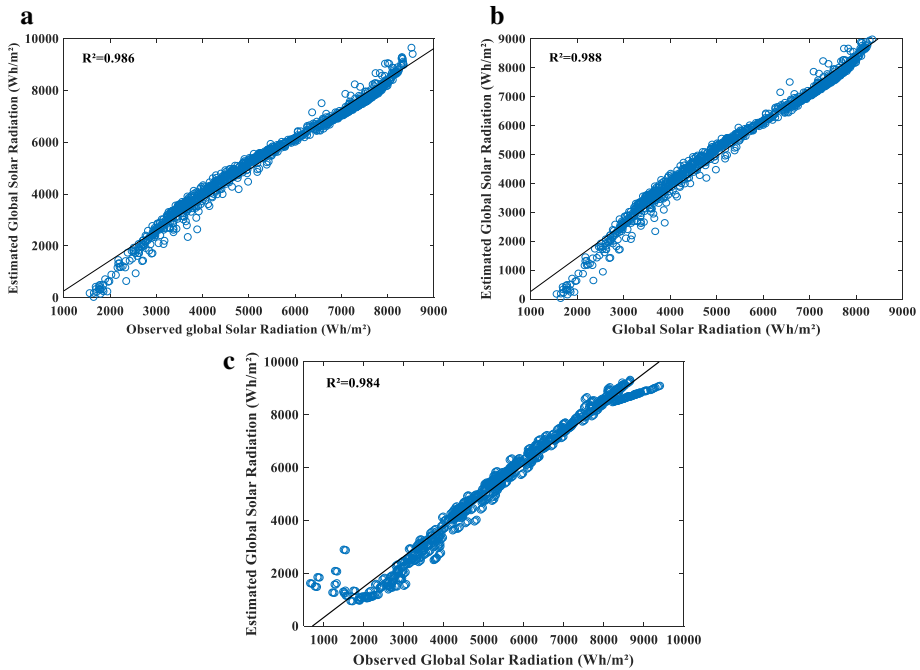 a
Estimated Global Solar Radiation (Wh/m²)
10000
8000
6000
4000
2000
0
R²=0.986
1000 2000 3000 4000 5000 6000 7000 8000 9000
Observed global Solar Radiation (Wh/m²)
b
Estimated Global Solar Radiation (Wh/m²)
9000
8000
7000
6000
5000
4000
3000
2000
1000
0
R²=0.988
1000 2000 3000 4000 5000 6000 7000 8000 9000
Global Solar Radiation (Wh/m²)
c
Estimated Global Solar Radiation (Wh/m²)
10000
8000
6000
4000
2000
0
R²=0.984
1000 2000 3000 4000 5000 6000 7000 8000 9000 10000
Observed Global Solar Radiation (Wh/m²)